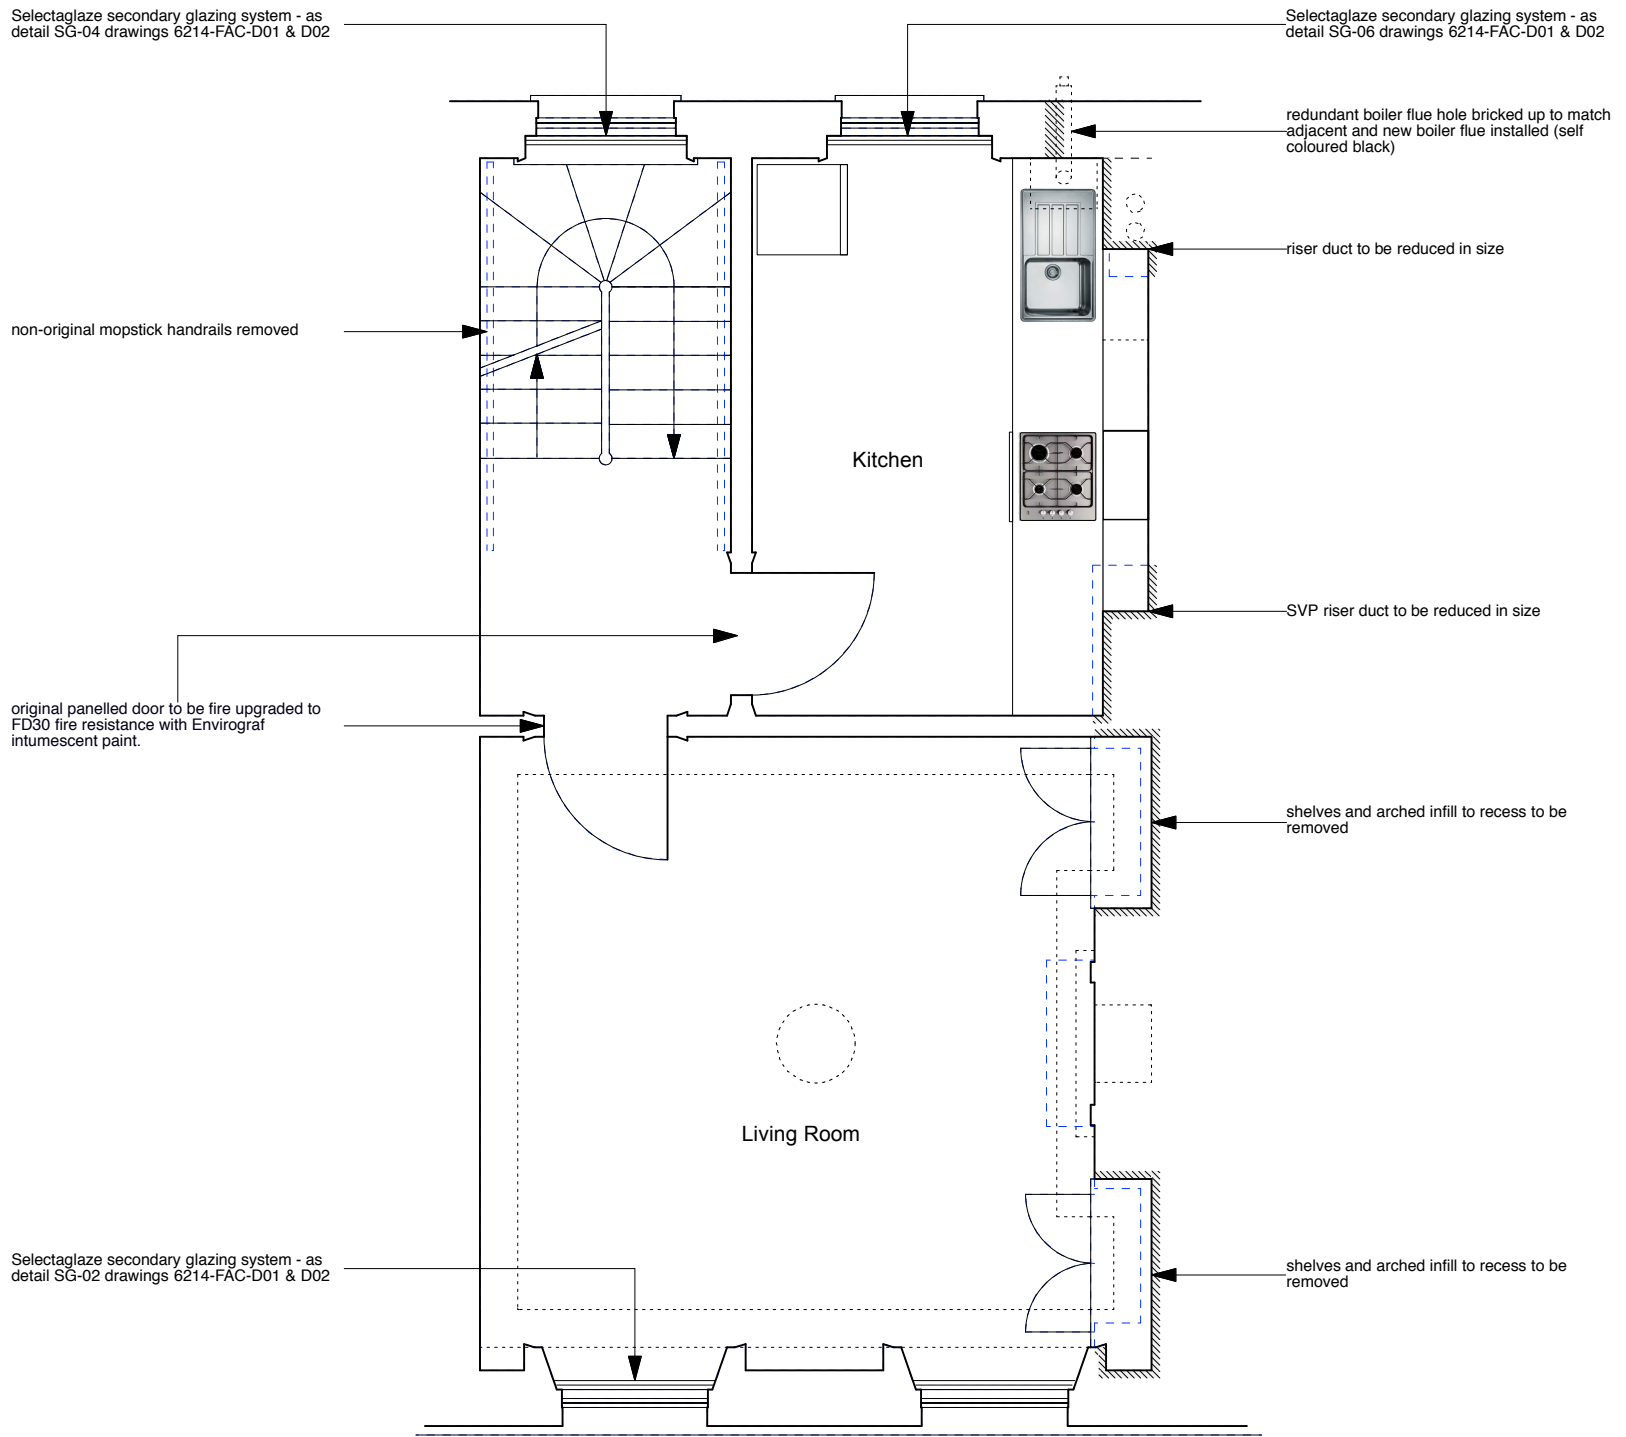 Selectaglaze secondary glazing system - as
detail SG-04 drawings 6214-FAC-D01 & D02
Selectaglaze secondary glazing system - as
detail SG-06 drawings 6214-FAC-D01 & D02
redundant boiler flue hole bricked up to match
adjacent and new boiler flue installed (self
coloured black)
riser duct to be reduced in size
non-original mopstick handrails removed
Kitchen
SVP riser duct to be reduced in size
original panelled door to be fire upgraded to
FD30 fire resistance with Envirograf
intumescent paint.
shelves and arched infill to recess to be
removed
Living Room
Selectaglaze secondary glazing system - as
detail SG-02 drawings 6214-FAC-D01 & D02
shelves and arched infill to recess to be
removed